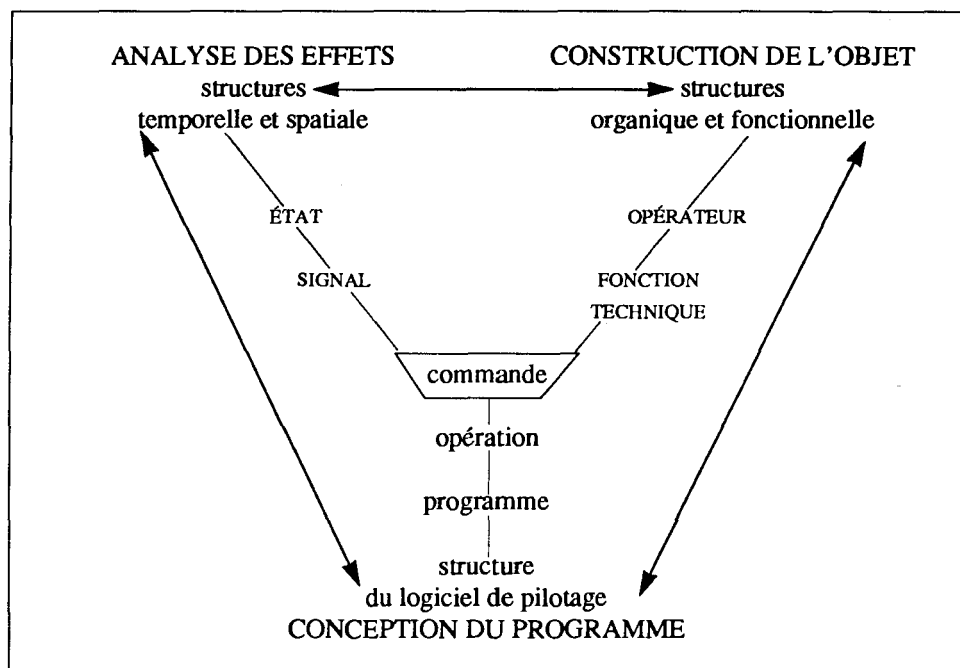 ANALYSE DES EFFETS
structures
temporelle et spatiale
CONSTRUCTION DE L'OBJET
structures
organique et fonctionnelle
ÉTAT
SIGNAL
OPÉRATEUR
FONCTION
TECHNIQUE
commande
opération
programme
structure
du logiciel de pilotage
CONCEPTION DU PROGRAMME